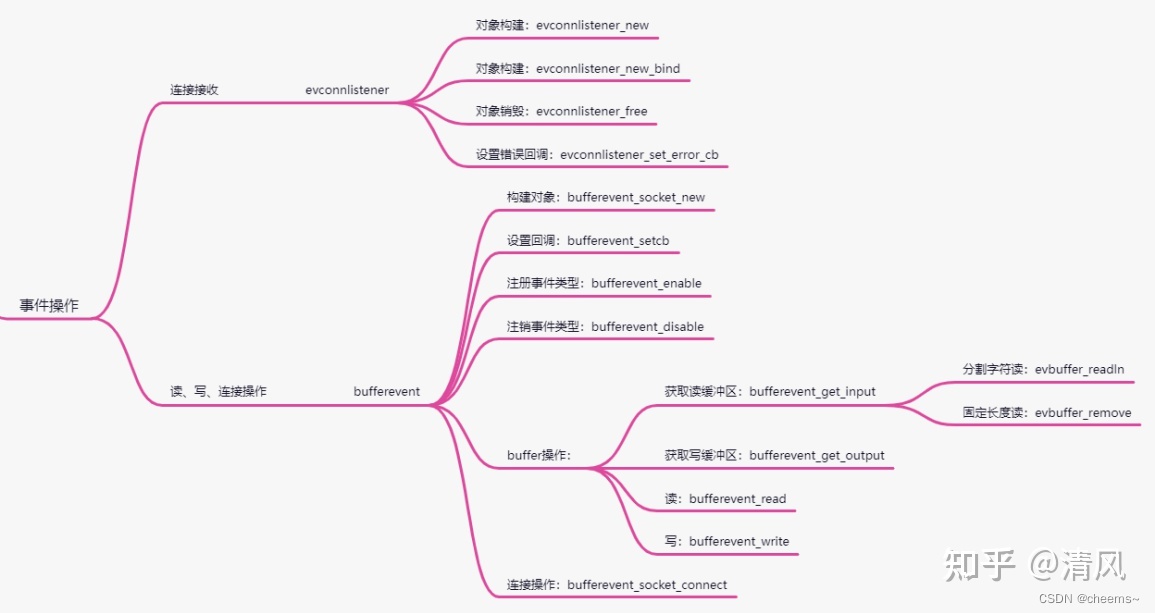 对象构建：evconnlistener_new
对象构建：evconnlistener_new_bind
连接接收 evconnlistener
对象销毁：evconnlistener_free
设置错误回调：evconnlistener_set_error_cb
构建对象：bufferevent_socket_new
设置回调：bufferevent_setcb
注册事件类型：bufferevent_enable
事件操作
注销事件类型：bufferevent_disable
读、写、连接操作 bufferevent
buffer操作：
获取读缓冲区：bufferevent_get_input
分割字符读：evbuffer_readln
固定长度读：evbuffer_remove
获取写缓冲区：bufferevent_get_output
读：bufferevent_read
写：bufferevent_write
连接操作：bufferevent_socket_connect
知乎 @清风
CSDN @cheems~